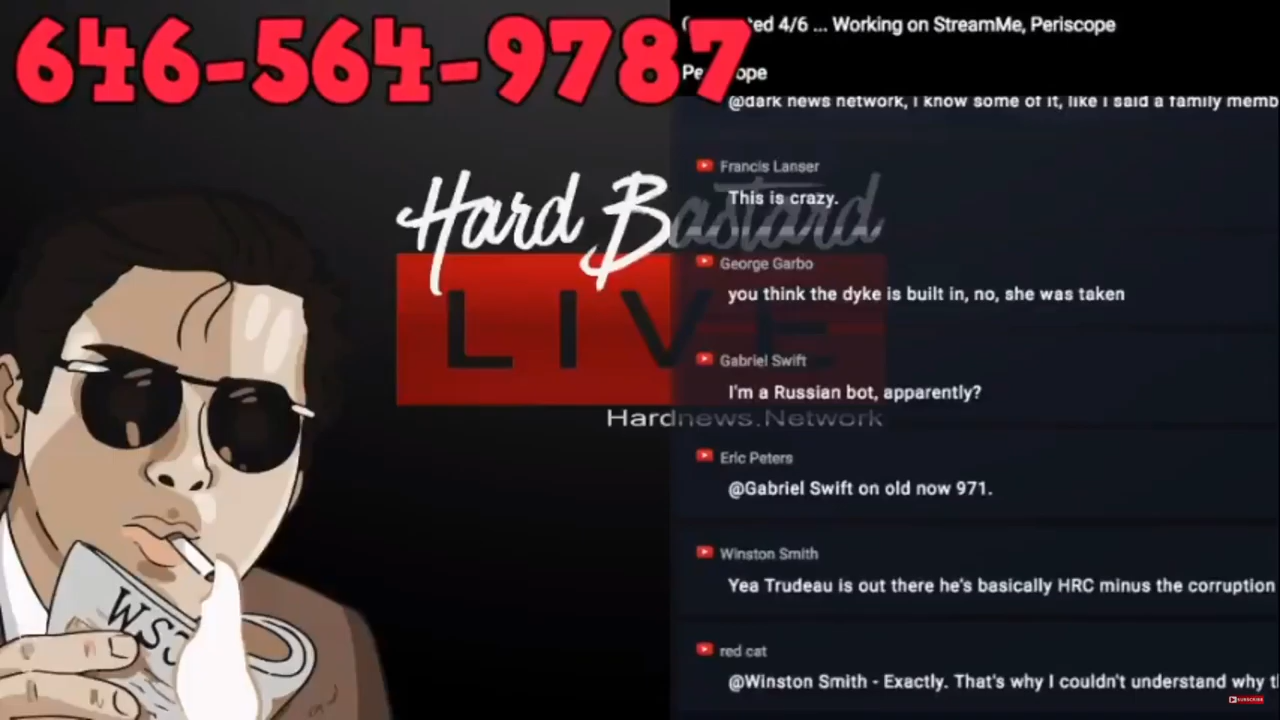 646-564-9787
ted 4/6 ... Working on StreamMe, Periscope
@dark news network, I know some of it, like I said a family memb
Francis Lanser
This is crazy.
Hard Bastard
LIVE
Hardnews.Network
George Garbo
you think the dyke is built in, no, she was taken
Gabriel Swift
I'm a Russian bot, apparently?
Eric Peters
@Gabriel Swift on old now 971.
Winston Smith
Yea Trudeau is out there he's basically HRC minus the corruption
red cat
@Winston Smith - Exactly. That's why I couldn't understand why t
WSJ
SUBSCRIBE